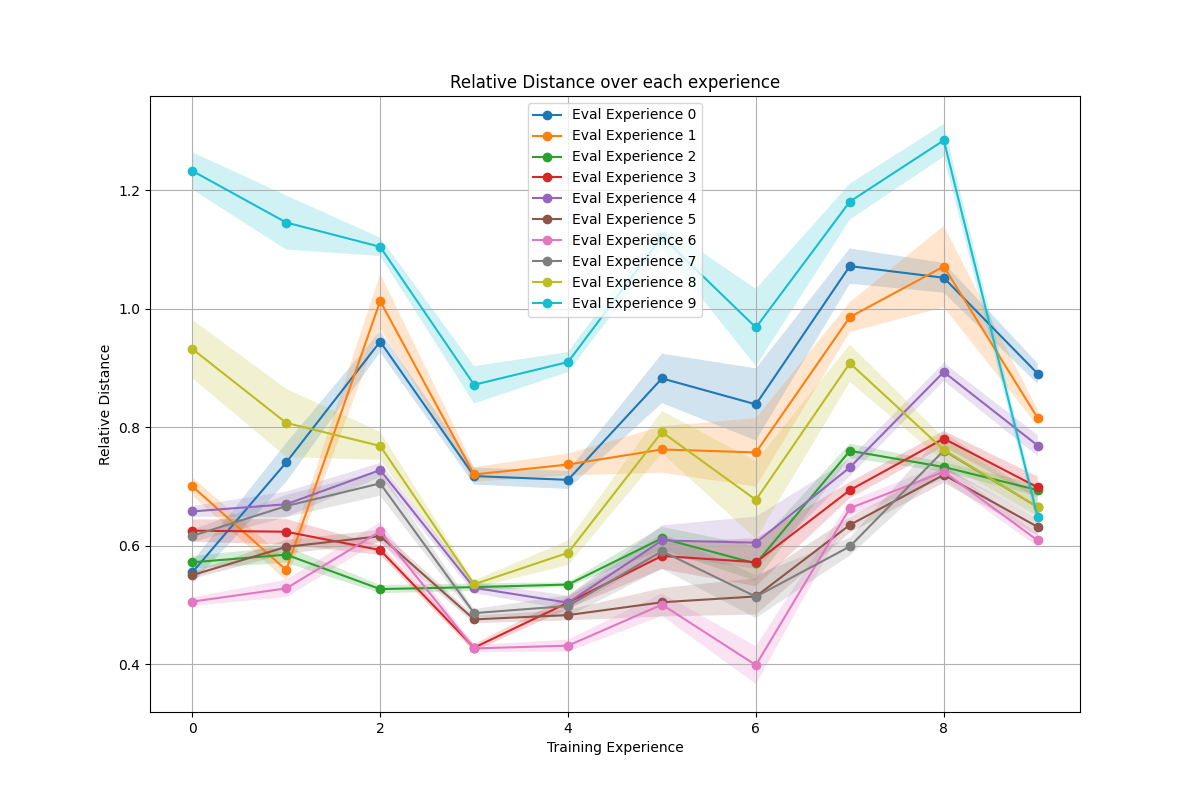 Relative Distance over each experience
Eval Experience 0
Eval Experience 1
Eval Experience 2
Eval Experience 3
Eval Experience 4
Eval Experience 5
Eval Experience 6
Eval Experience 7
Eval Experience 8
Eval Experience 9
1.2
1.0
0.8
0.6
0.4
Relative Distance
0 2 4 6 8
Training Experience